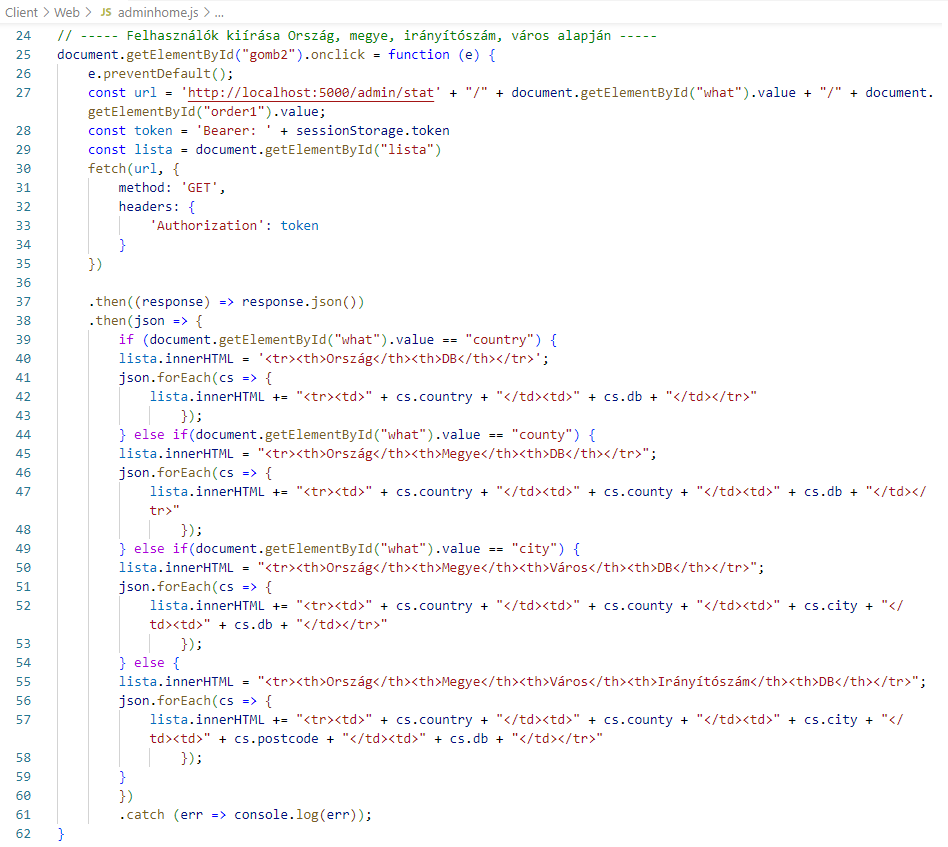 Client > Web > JS adminhome.js > ...
24 // ----- Felhasználók kiírása Ország, megye, irányítószám, város alapján -----
25 document.getElementById("gomb2").onclick = function (e) {
26 e.preventDefault();
27 const url = 'http://localhost:5000/admin/stat' + "/" + document.getElementById("what").value + "/" + document.
getElementById("order1").value;
28 const token = 'Bearer: ' + sessionStorage.token
29 const lista = document.getElementById("lista")
30 fetch(url, {
31 method: 'GET',
32 headers: {
33 'Authorization': token
34 }
35 })
36
37 .then((response) => response.json())
38 .then(json => {
39 if (document.getElementById("what").value == "country") {
40 lista.innerHTML = '<tr><th>Ország</th><th>DB</th></tr>';
41 json.forEach(cs => {
42 lista.innerHTML += "<tr><td>" + cs.country + "</td><td>" + cs.db + "</td></tr>"
43 });
44 } else if(document.getElementById("what").value == "county") {
45 lista.innerHTML = "<tr><th>Ország</th><th>Megye</th><th>DB</th></tr>";
46 json.forEach(cs => {
47 lista.innerHTML += "<tr><td>" + cs.country + "</td><td>" + cs.county + "</td><td>" + cs.db + "</td></
tr>"
48 });
49 } else if(document.getElementById("what").value == "city") {
50 lista.innerHTML = "<tr><th>Ország</th><th>Megye</th><th>Város</th><th>DB</th></tr>";
51 json.forEach(cs => {
52 lista.innerHTML += "<tr><td>" + cs.country + "</td><td>" + cs.county + "</td><td>" + cs.city + "</
td><td>" + cs.db + "</td></tr>"
53 });
54 } else {
55 lista.innerHTML = "<tr><th>Ország</th><th>Megye</th><th>Város</th><th>Irányítószám</th><th>DB</th></tr>";
56 json.forEach(cs => {
57 lista.innerHTML += "<tr><td>" + cs.country + "</td><td>" + cs.county + "</td><td>" + cs.city + "</
td><td>" + cs.postcode + "</td><td>" + cs.db + "</td></tr>"
58 });
59 }
60 })
61 .catch (err => console.log(err));
62 }